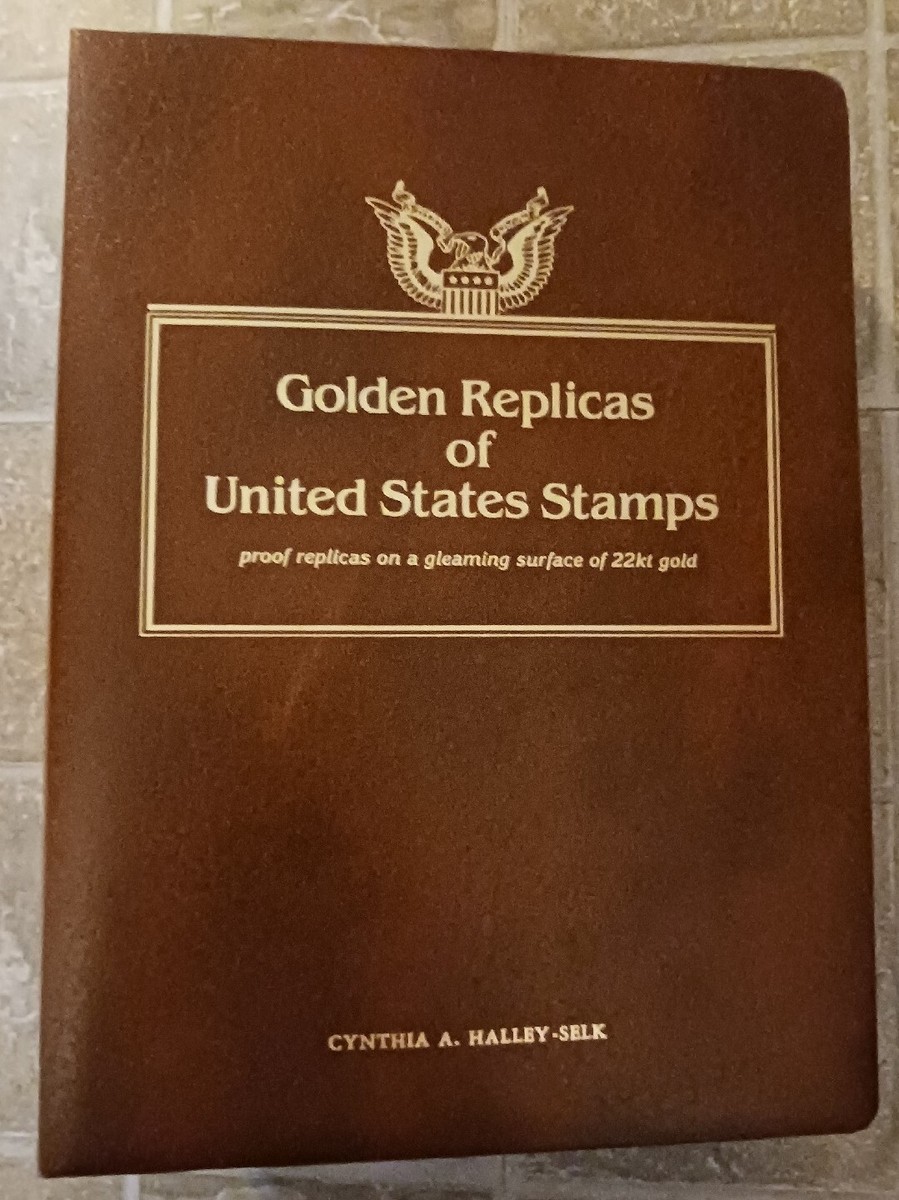 Golden Replicas
of
United States Stamps
proof replicas on a gleaming surface of 22kt gold
CYNTHIA A. HALLEY-SELK